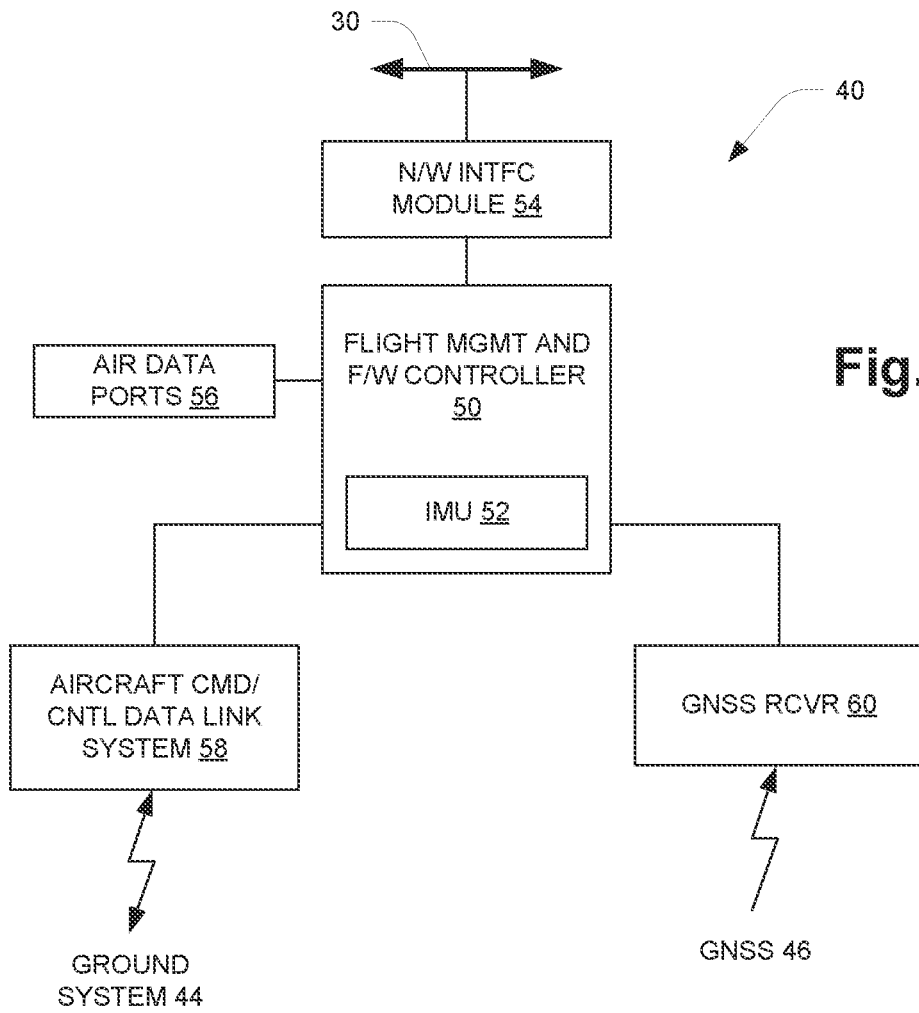 30
40
N/W INTFC
MODULE 54
FLIGHT MGMT AND
F/W CONTROLLER
50
AIR DATA
PORTS 56
Fig.
IMU 52
AIRCRAFT CMD/
CNTL DATA LINK
SYSTEM 58
GNSS RCVR 60
GROUND
SYSTEM 44
GNSS 46